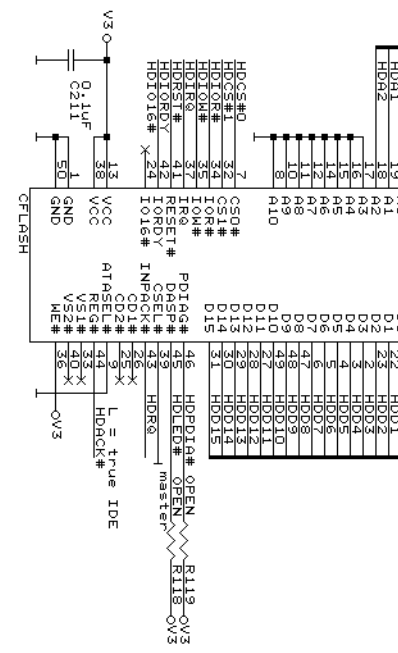 HDA1 19 D1 22 HDD1
HDA2 18 A2 D2 23 HDD2
17 A3 D3 2 HDD3
16 A4 D4 3 HDD4
15 A5 D5 4 HDD5
14 A6 D6 5 HDD6
12 A7 D7 6 HDD7
11 A8 D8 47 HDD8
10 A9 D9 48 HDD9
8 A10 D10 49 HDD10
D11 27 HDD11
D12 28 HDD12
D13 29 HDD13
D14 30 HDD14
D15 31 HDD15
HDCS#0 7 CS0#
HDCS#1 32 CS1#
HDIOR# 34 IOR#
HDIOW# 35 IOW#
HDIRQ 37 IRQ PDIAG# 46 HDPDIA# OPEN R119 V3
HDRST# 41 RESET# DASP# 45 HDLED# OPEN R118 V3
HDIORDY 42 IORDY CSEL# 39 master
HDIO16# 24 IO16# INPACK# 43 HDRQ
CD1# 26
CD2# 25
V3 13 VCC ATASEL# 9 L = true IDE
38 VCC REG# 44 HDACK#
0.1uF VS1# 33
C211 VS2# 40
1 GND WE# 36 V3
50 GND
CFLASH